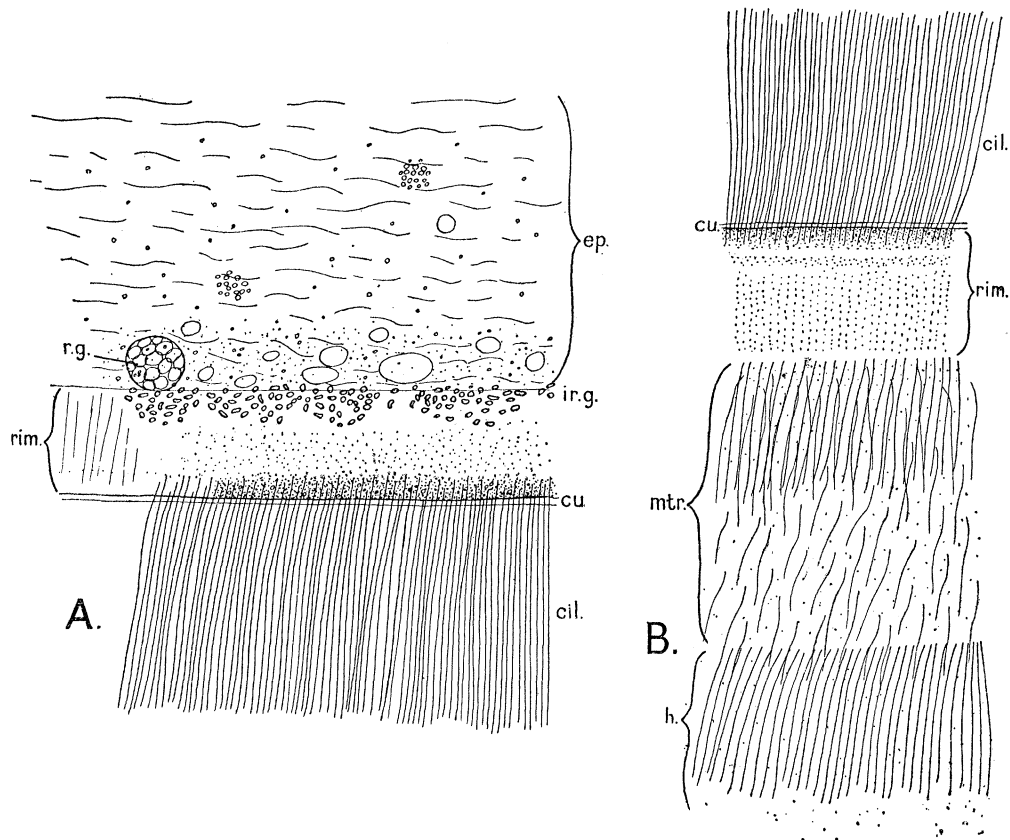 ep.
r.g.
ir.g.
rim.
cu.
A.
cil.
cil.
cu.
rim.
mtr.
B.
h.